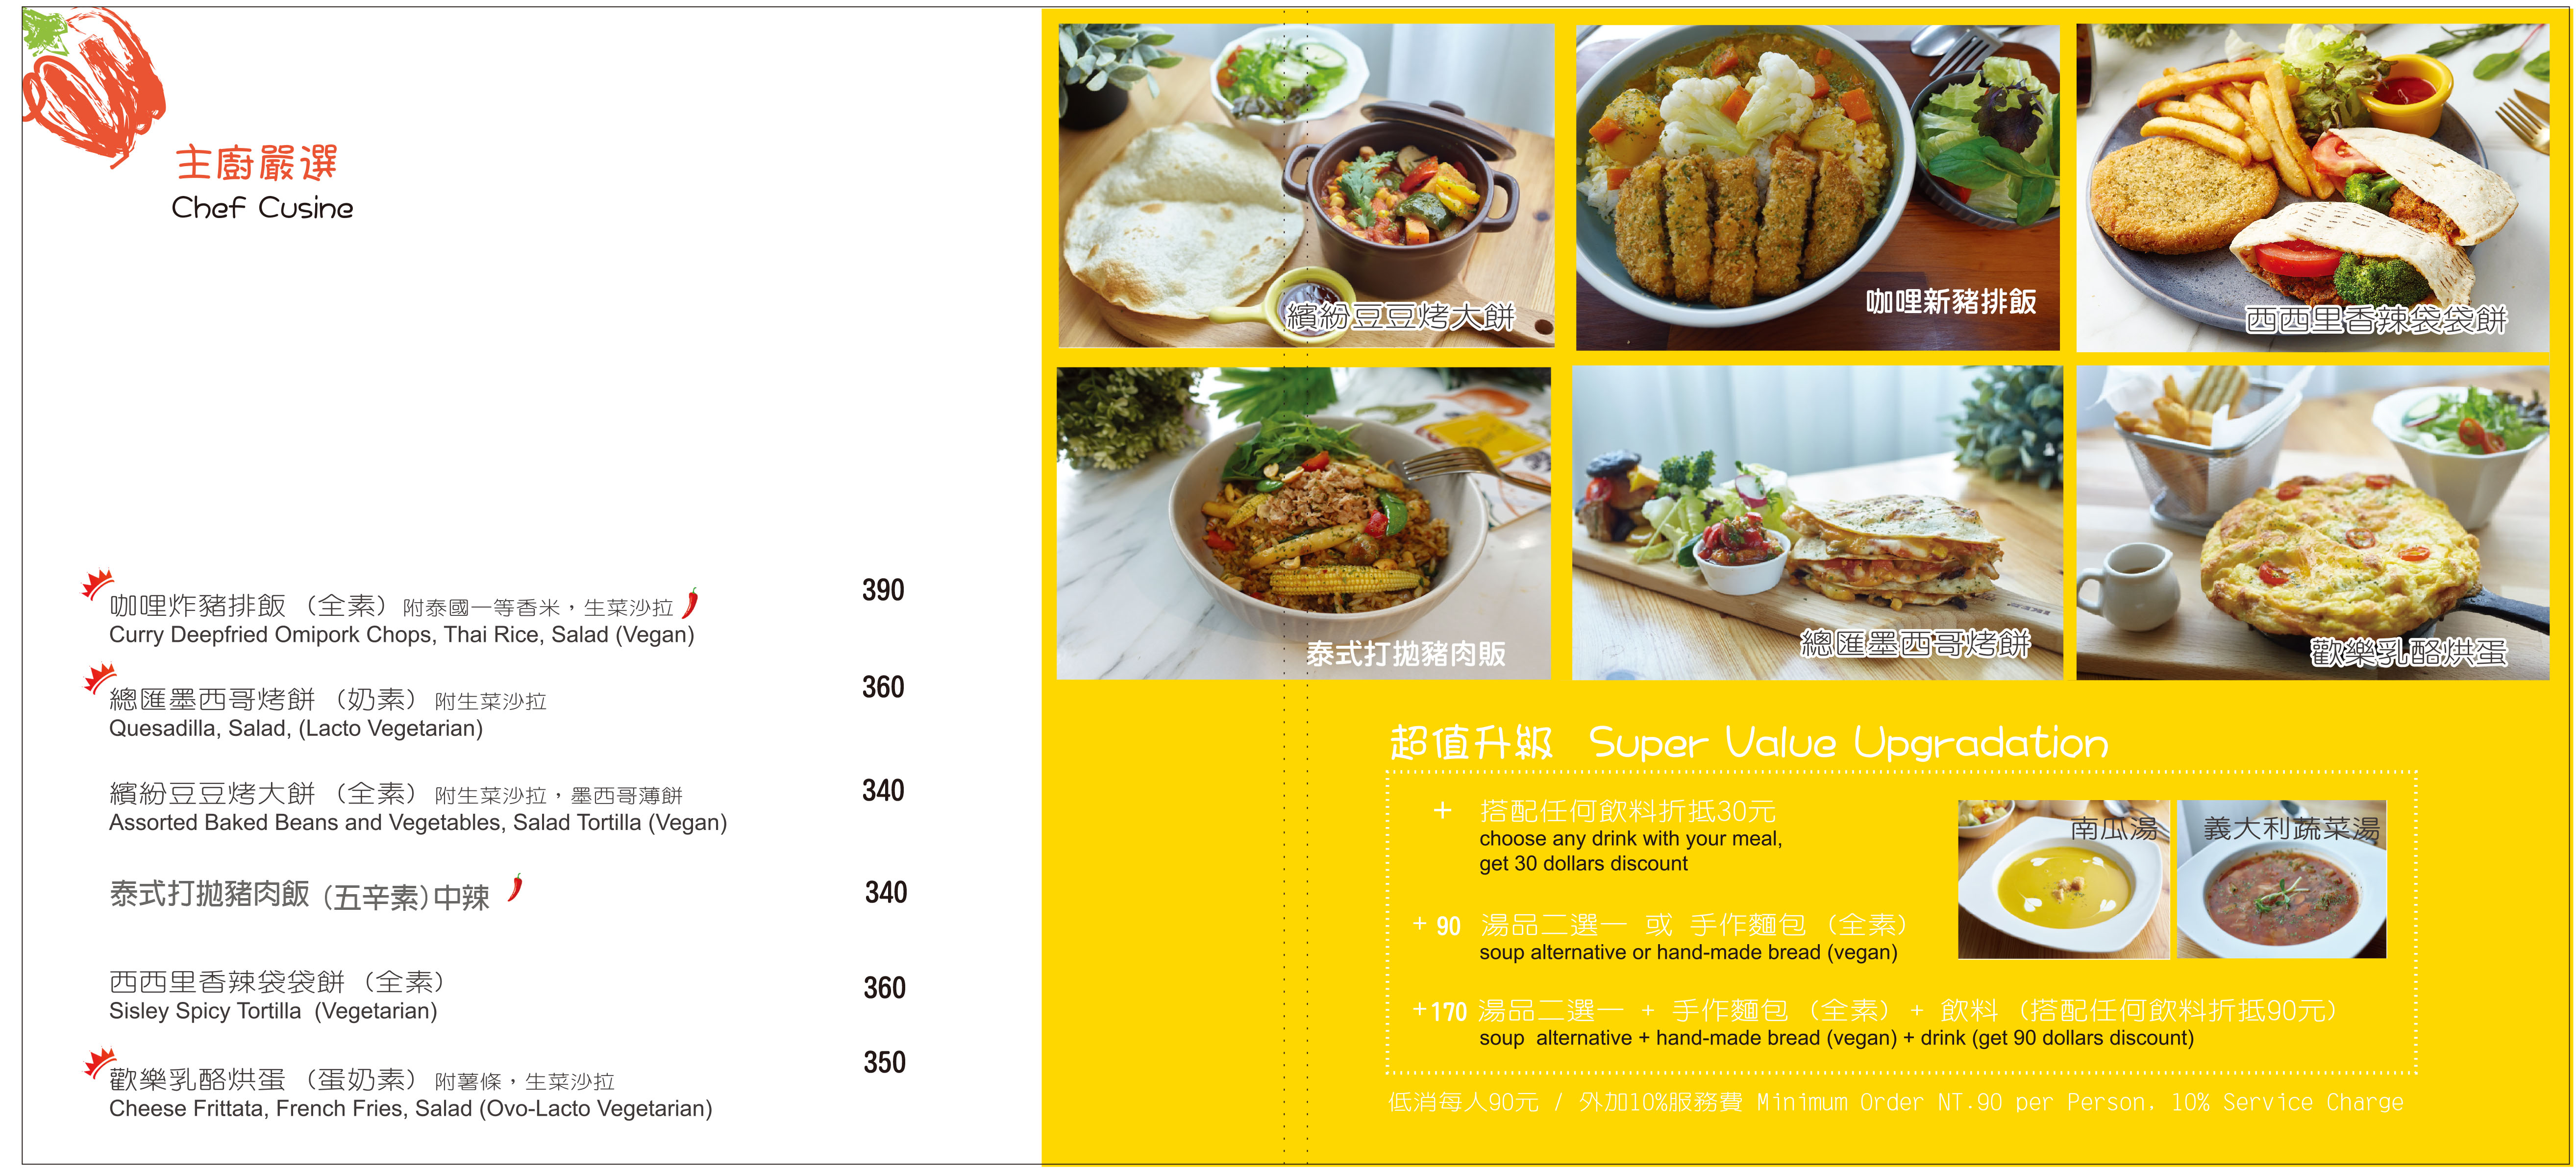 主廚嚴選
Chef Cusine
咖哩炸豬排飯（全素）附泰國一等香米，生菜沙拉
390
Curry Deepfried Omipork Chops, Thai Rice, Salad (Vegan)
總匯墨西哥烤餅（奶素）附生菜沙拉
360
Quesadilla, Salad, (Lacto Vegetarian)
繽紛豆豆烤大餅（全素）附生菜沙拉，墨西哥薄餅
340
Assorted Baked Beans and Vegetables, Salad Tortilla (Vegan)
泰式打拋豬肉飯（五辛素）中辣
340
西西里香辣袋袋餅（全素）
360
Sisley Spicy Tortilla (Vegetarian)
歡樂乳酪烘蛋（蛋奶素）附薯條，生菜沙拉
350
Cheese Frittata, French Fries, Salad (Ovo-Lacto Vegetarian)
繽紛豆豆烤大餅
咖哩新豬排飯
西西里香辣袋袋餅
泰式打拋豬肉販
總匯墨西哥烤餅
歡樂乳酪烘蛋
超值升級 Super Value Upgradation
+ 搭配任何飲料折抵30元
choose any drink with your meal,
get 30 dollars discount
南瓜湯
義大利蔬菜湯
+ 90 湯品二選一 或 手作麵包（全素）
soup alternative or hand-made bread (vegan)
+170 湯品二選一 + 手作麵包（全素）+ 飲料（搭配任何飲料折抵90元）
soup alternative + hand-made bread (vegan) + drink (get 90 dollars discount)
低消每人90元 / 外加10%服務費 Minimum Order NT.90 per Person. 10% Service Charge